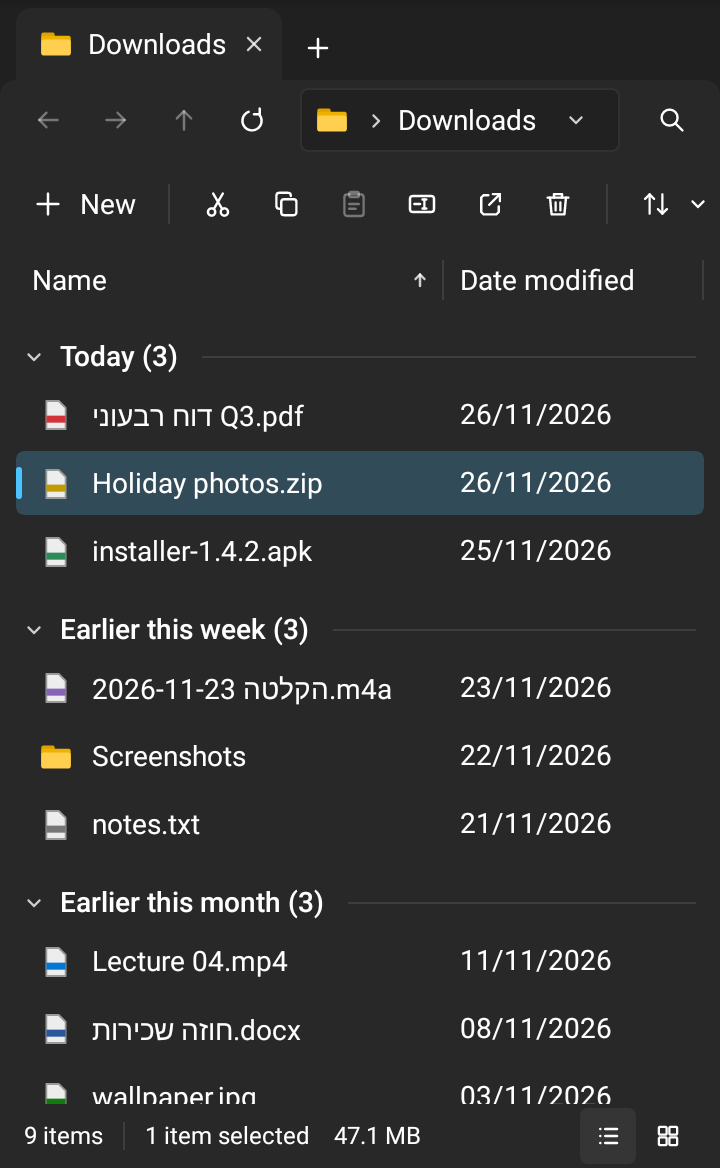 Downloads
Downloads
New
Name Date modified
Today (3)
דוח רבעוני Q3.pdf 26/11/2026
Holiday photos.zip 26/11/2026
installer-1.4.2.apk 25/11/2026
Earlier this week (3)
הקלטה 2026-11-23.m4a 23/11/2026
Screenshots 22/11/2026
notes.txt 21/11/2026
Earlier this month (3)
Lecture 04.mp4 11/11/2026
חוזה שכירות.docx 08/11/2026
wallpaper.jpg 03/11/2026
9 items 1 item selected 47.1 MB